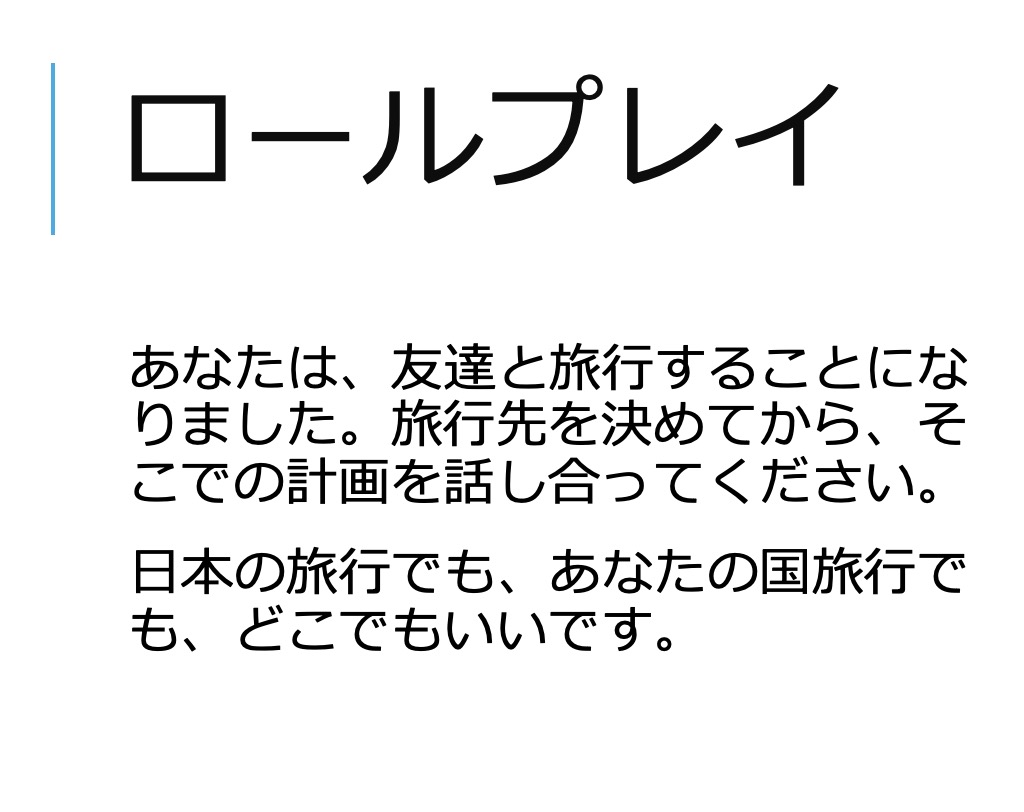 ロールプレイ
あなたは、友達と旅行することにな
りました。旅行先を決めてから、そ
こでの計画を話し合ってください。
日本の旅行でも、あなたの国旅行で
も、どこでもいいです。